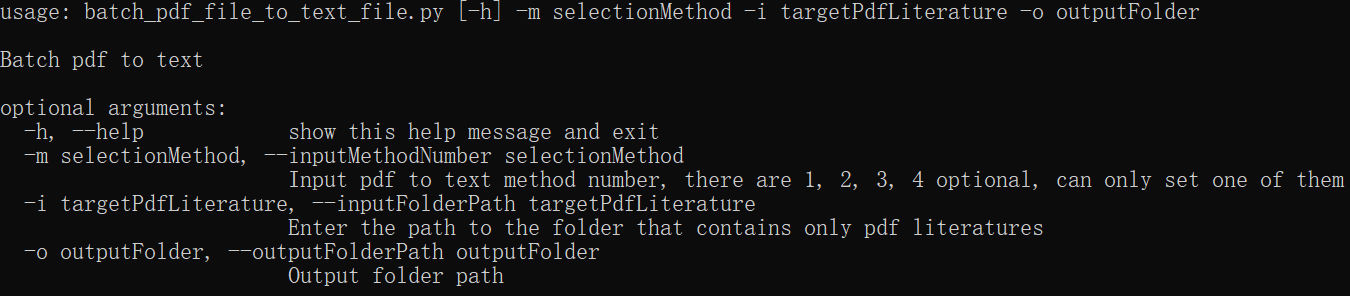 usage: batch_pdf_file_to_text_file.py [-h] -m selectionMethod -i targetPdfLiterature -o outputFolder
Batch pdf to text
optional arguments:
-h, --help show this help message and exit
-m selectionMethod, --inputMethodNumber selectionMethod
Input pdf to text method number, there are 1, 2, 3, 4 optional, can only set one of them
-i targetPdfLiterature, --inputFolderPath targetPdfLiterature
Enter the path to the folder that contains only pdf literatures
-o outputFolder, --outputFolderPath outputFolder
Output folder path